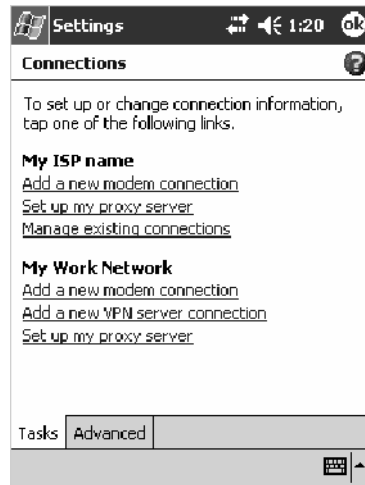 Settings 1:20 ok
Connections ?
To set up or change connection information,
tap one of the following links.
My ISP name
Add a new modem connection
Set up my proxy server
Manage existing connections
My Work Network
Add a new modem connection
Add a new VPN server connection
Set up my proxy server
Tasks Advanced